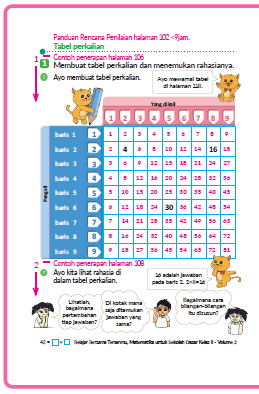 Panduan Rencana Penilaian halaman 102 <9jam.
Tabel perkalian
1 Contoh penerapan halaman 106
1 Membuat tabel perkalian dan menemukan rahasianya.
Ayo membuat tabel perkalian.
Ayo mewarnai tabel
di halaman 118.
Yang dikali
1 2 3 4 5 6 7 8 9
Pengali
baris 1 1 1 2 3 4 5 6 7 8 9
baris 2 2 2 4 6 8 10 12 14 16 18
baris 3 3 3 6 9 12 15 18 21 24 27
baris 4 4 4 8 12 16 20 24 28 32 36
baris 5 5 5 10 15 20 25 30 35 40 45
baris 6 6 6 12 18 24 30 36 42 48 54
baris 7 7 7 14 21 28 35 42 49 56 63
baris 8 8 8 16 24 32 40 48 56 64 72
baris 9 9 9 18 27 36 45 54 63 72 81
2 Contoh penerapan halaman 108
Ayo kita lihat rahasia di
dalam tabel perkalian.
16 adalah jawaban
pada baris 2. 2×8=16
Lihatlah,
bagaimana
pertambahan
tiap jawaban?
Di kotak mana
saja ditemukan
jawaban yang
sama?
Bagaimana cara
bilangan-bilangan
itu disusun?
42 = □×□ Belajar Bersama Temanmu, Matematika untuk Sekolah Dasar Kelas II - Volume 2